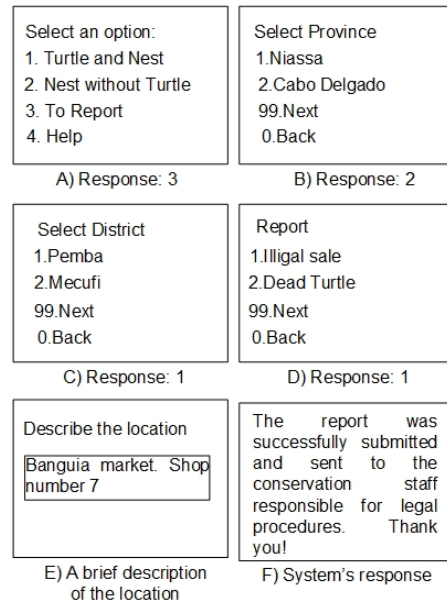 Select an option:
1. Turtle and Nest
2. Nest without Turtle
3. To Report
4. Help
A) Response: 3
Select Province
1.Niassa
2.Cabo Delgado
99.Next
0.Back
B) Response: 2
Select District
1.Pemba
2.Mecufi
99.Next
0.Back
C) Response: 1
Report
1.Illigal sale
2.Dead Turtle
99.Next
0.Back
D) Response: 1
Describe the location
Banguia market. Shop
number 7
E) A brief description
of the location
The report was
successfully submitted
and sent to the
conservation staff
responsible for legal
procedures. Thank
you!
F) System's response